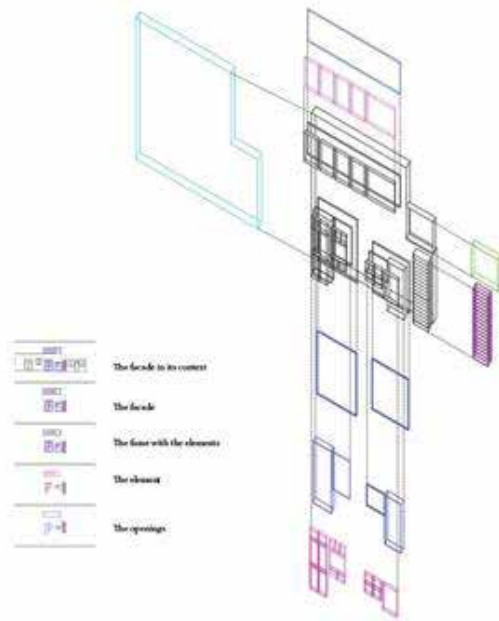 The facade in its context
The facade
The frame with the elements
The element
The openings